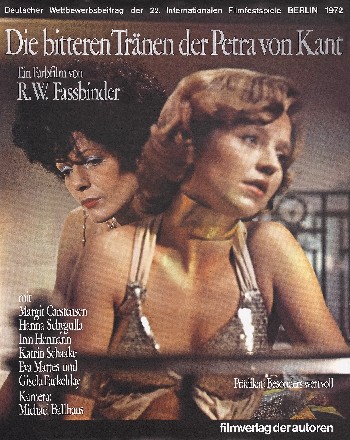 Deutscher Wettbewerbsbeitrag der 22. Internationalen Filmfestspiele BERLIN 1972
Die bitteren Tränen der Petra von Kant
Ein Farbfilm von
R.W. Fassbinder
mit
Margit Carstensen
Hanna Schygulla
Irm Hermann
Katrin Schaake
Eva Mattes und
Gisela Fackeldey
Kamera:
Michael Ballhaus
Prädikat: Besonders wertvoll
filmverlag der autoren